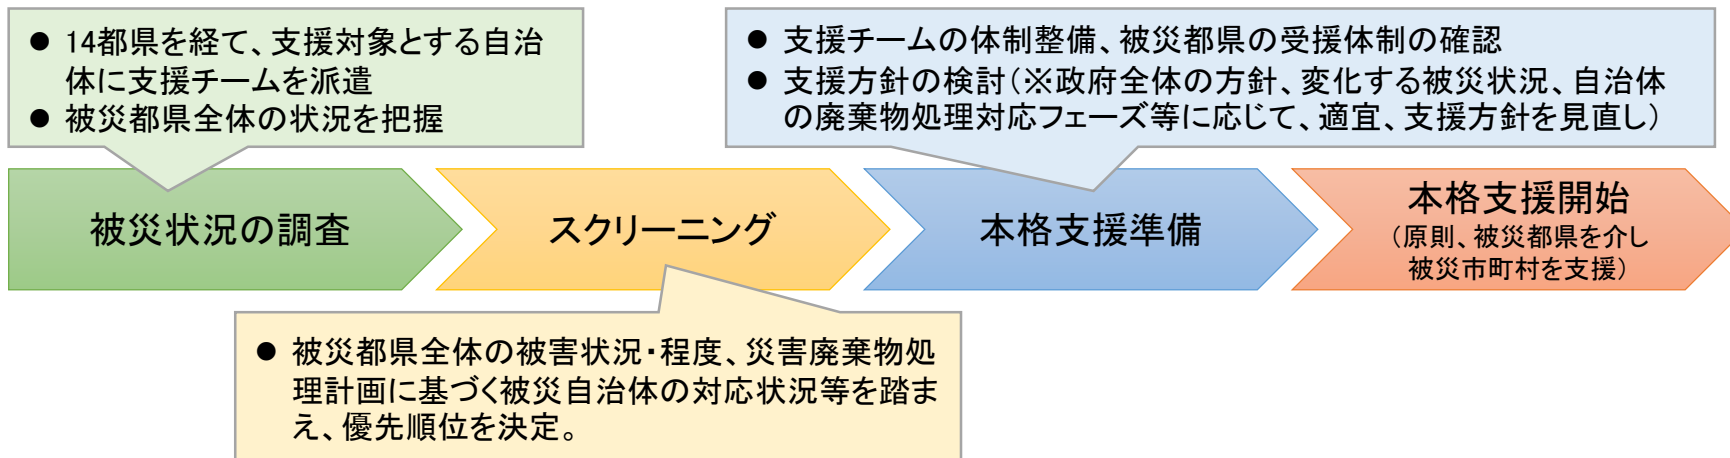 ● 14都県を経て、支援対象とする自治
体に支援チームを派遣
● 被災都県全体の状況を把握
● 支援チームの体制整備、被災都県の受援体制の確認
● 支援方針の検討(※政府全体の方針、変化する被災状況、自治体
の廃棄物処理対応フェーズ等に応じて、適宜、支援方針を見直し)
被災状況の調査
スクリーニング
本格支援準備
本格支援開始
(原則、被災都県を介し
被災市町村を支援)
● 被災都県全体の被害状況・程度、災害廃棄物処
理計画に基づく被災自治体の対応状況等を踏ま
え、優先順位を決定。